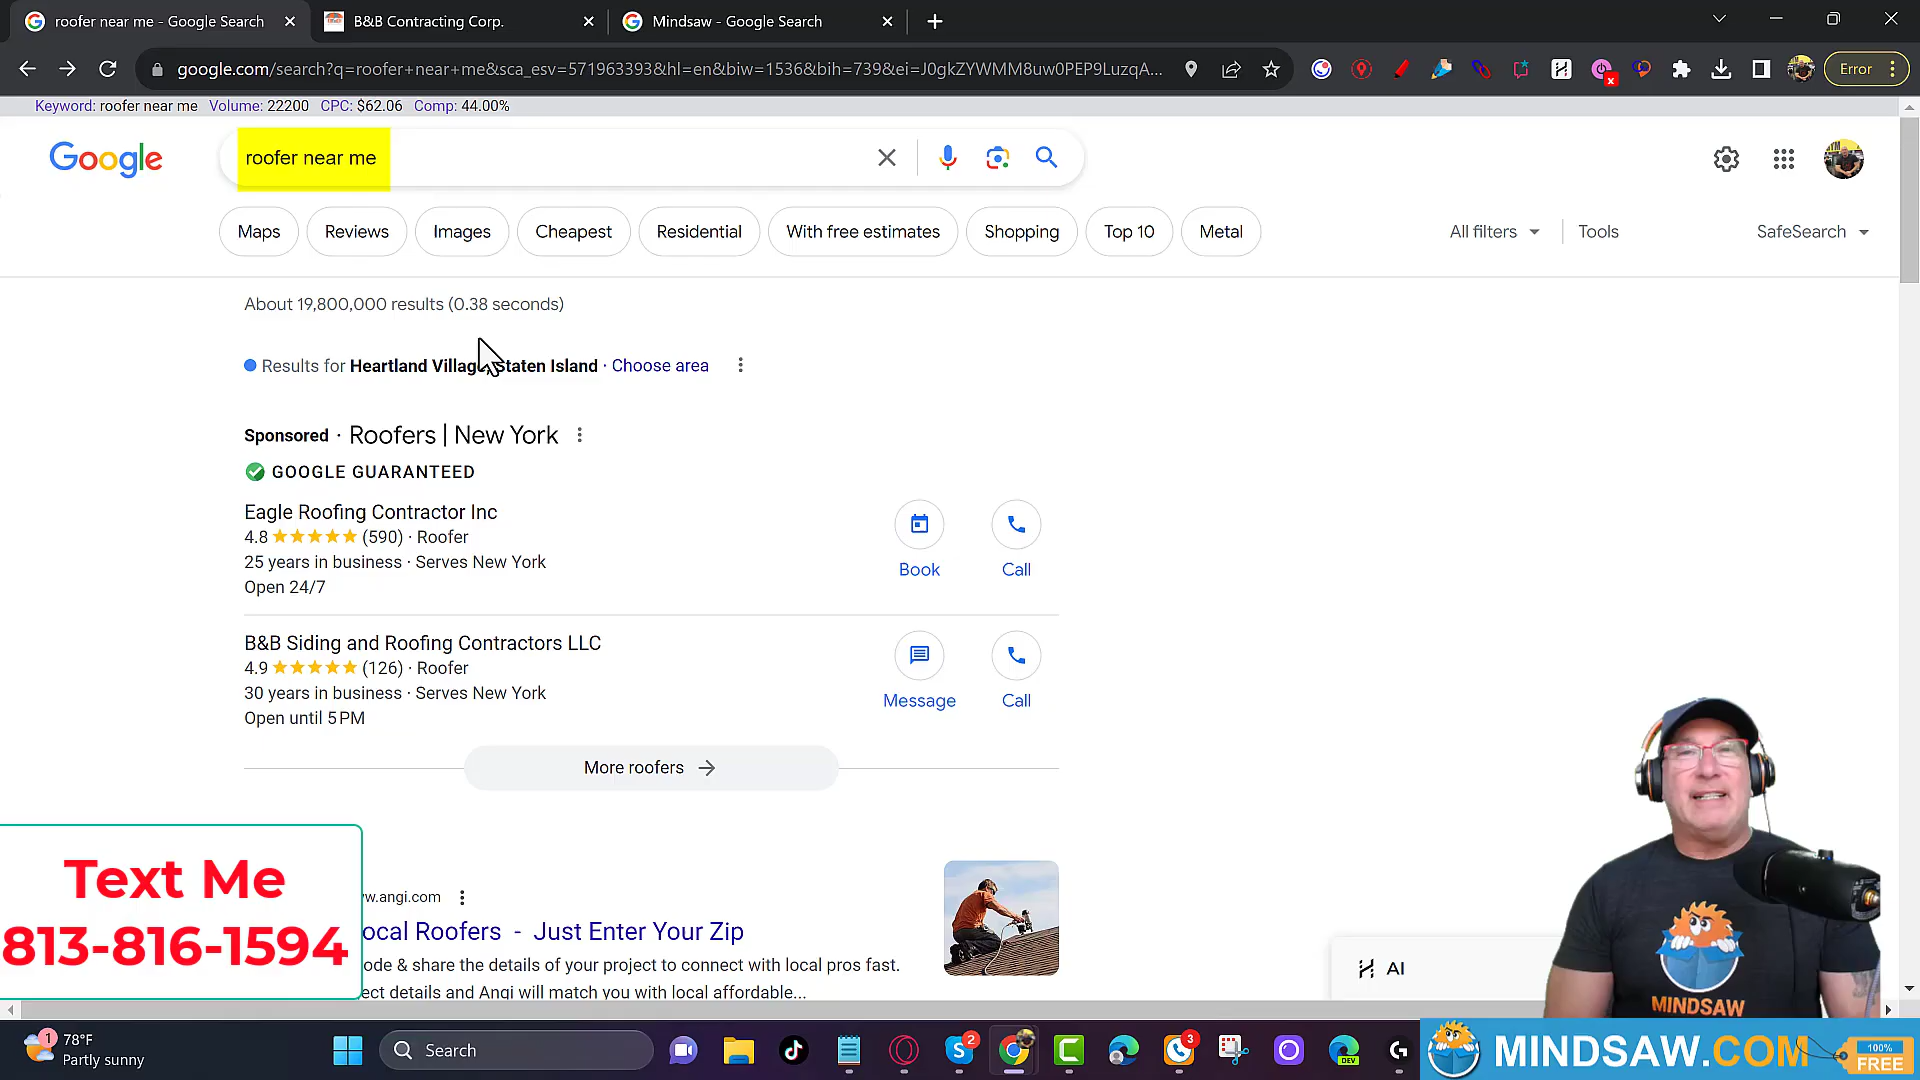 roofer near me - Google Search
B&B Contracting Corp.
Mindsaw - Google Search
google.com/search?q=roofer+near+me&sca_esv=571963393&hl=en&biw=1536&bih=739&ei=J0gkZYWMM8uw0PEP9LuzqA...
Error
Keyword: roofer near me Volume: 22200 CPC: $62.06 Comp: 44.00%
Google
roofer near me
Maps
Reviews
Images
Cheapest
Residential
With free estimates
Shopping
Top 10
Metal
All filters
Tools
SafeSearch
About 19,800,000 results (0.38 seconds)
Results for Heartland Village, Staten Island · Choose area
Sponsored · Roofers | New York
GOOGLE GUARANTEED
Eagle Roofing Contractor Inc
4.8 (590) · Roofer
25 years in business · Serves New York
Open 24/7
Book
Call
B&B Siding and Roofing Contractors LLC
4.9 (126) · Roofer
30 years in business · Serves New York
Open until 5 PM
Message
Call
More roofers
Text Me
813-816-1594
w.angi.com
ocal Roofers - Just Enter Your Zip
ode & share the details of your project to connect with local pros fast.
ect details and Angi will match you with local affordable...
AI
MINDSAW
1
78°F
Partly sunny
Search
2
3
DEV
MINDSAW.COM
100%
FREE